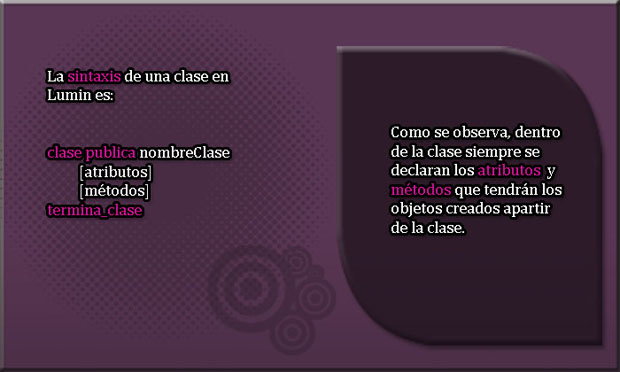 La sintaxis de una clase en
Lumin es:
clase publica nombreClase
[atributos]
[métodos]
termina_clase
Como se observa, dentro
de la clase siempre se
declaran los atributos y
métodos que tendrán los
objetos creados apartir
de la clase.